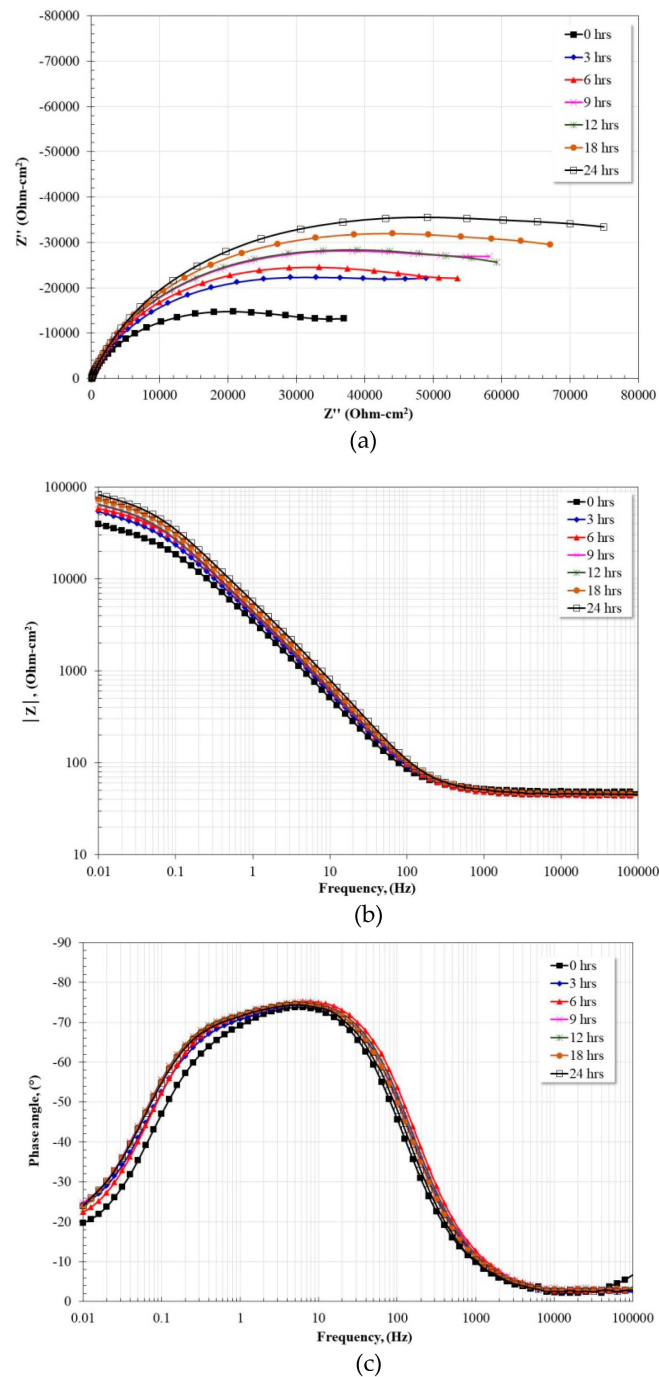 -80000
-70000
-60000
-50000
-40000
-30000
-20000
-10000
0
Z'' (Ohm-cm²)
0 hrs
3 hrs
6 hrs
9 hrs
12 hrs
18 hrs
24 hrs
0 10000 20000 30000 40000 50000 60000 70000 80000
Z'' (Ohm-cm²)
(a)
100000
10000
1000
100
10
|Z|, (Ohm-cm²)
0 hrs
3 hrs
6 hrs
9 hrs
12 hrs
18 hrs
24 hrs
0.01 0.1 1 10 100 1000 10000 100000
Frequency, (Hz)
(b)
-90
-80
-70
-60
-50
-40
-30
-20
-10
0
Phase angle, (°)
0 hrs
3 hrs
6 hrs
9 hrs
12 hrs
18 hrs
24 hrs
0.01 0.1 1 10 100 1000 10000 100000
Frequency, (Hz)
(c)